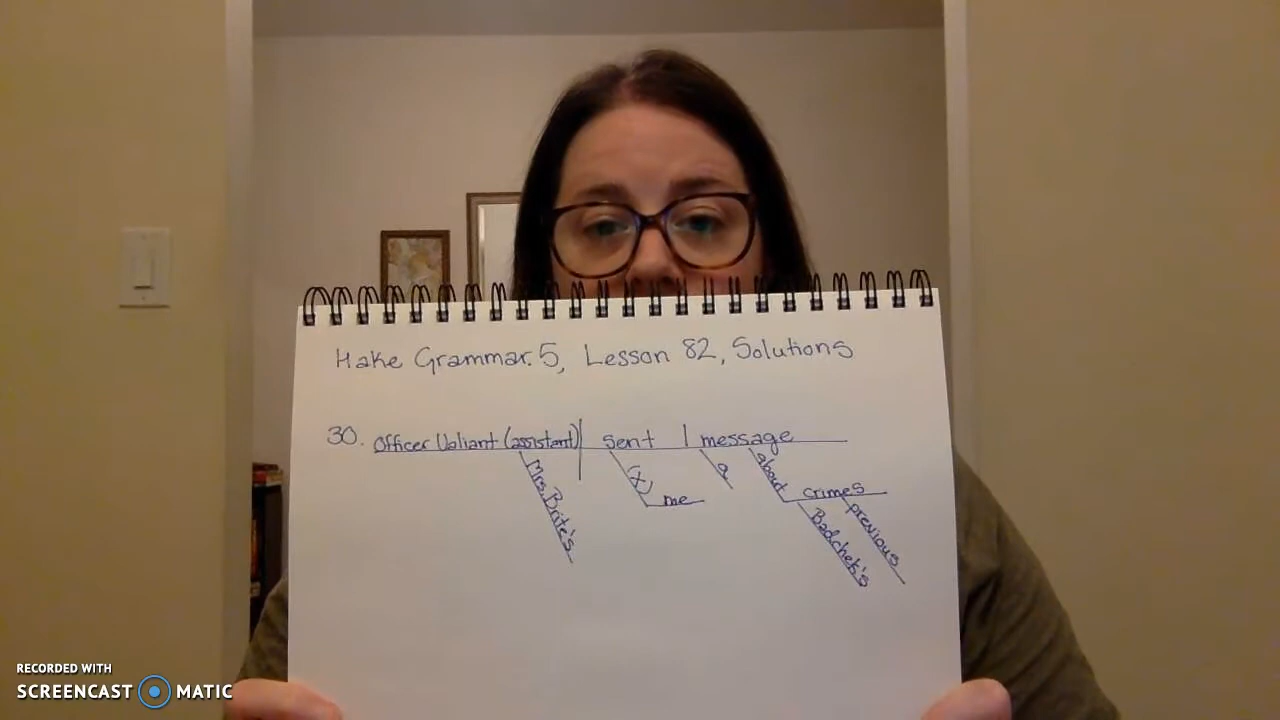 Hake Grammar 5, Lesson 82, Solutions
30. Officer Valiant (assistant) | sent | message
Mrs. Brite's
(x) me
a
about crimes
Badchek's
previous
RECORDED WITH
SCREENCAST MATIC